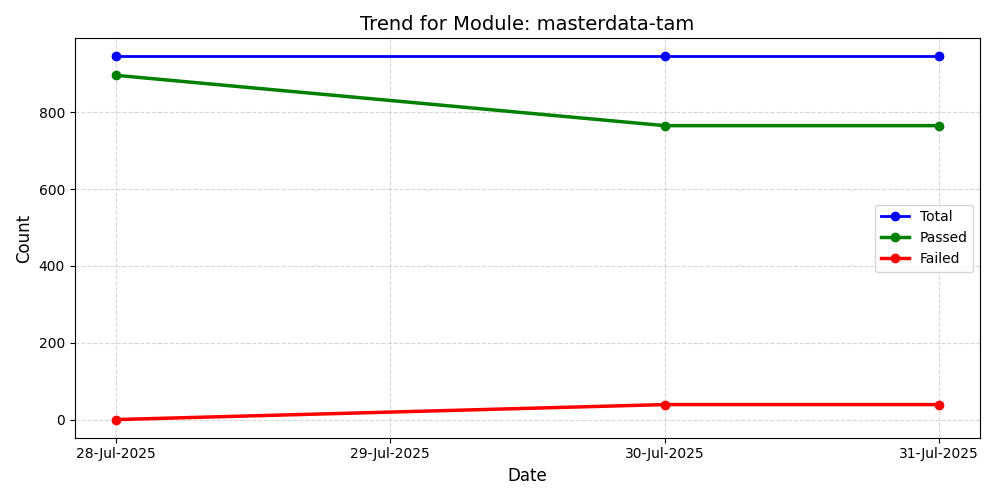 Trend for Module: masterdata-tam
Count
800
600
400
200
0
Total
Passed
Failed
28-Jul-2025
29-Jul-2025
30-Jul-2025
31-Jul-2025
Date